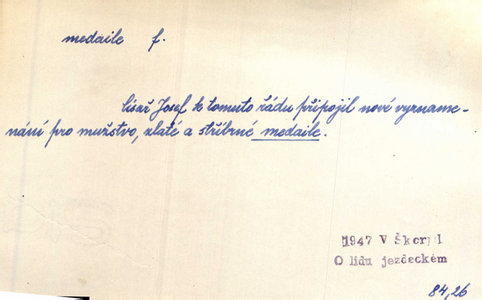 medaile f.
císař Josef k tomuto řádu připojil nové vyzname-
nání pro mužstvo, zlaté a stříbrné medaile.
1947 V Škorpil
O lidu jezdeckém
84,26